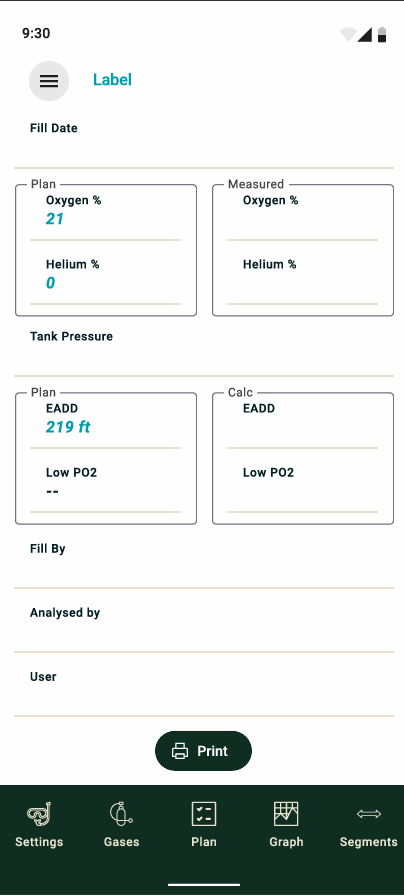 9:30
Label
Fill Date
Plan
Oxygen %
21
Helium %
0
Measured
Oxygen %
Helium %
Tank Pressure
Plan
EADD
219 ft
Low PO2
--
Calc
EADD
Low PO2
Fill By
Analysed by
User
Print
Settings
Gases
Plan
Graph
Segments